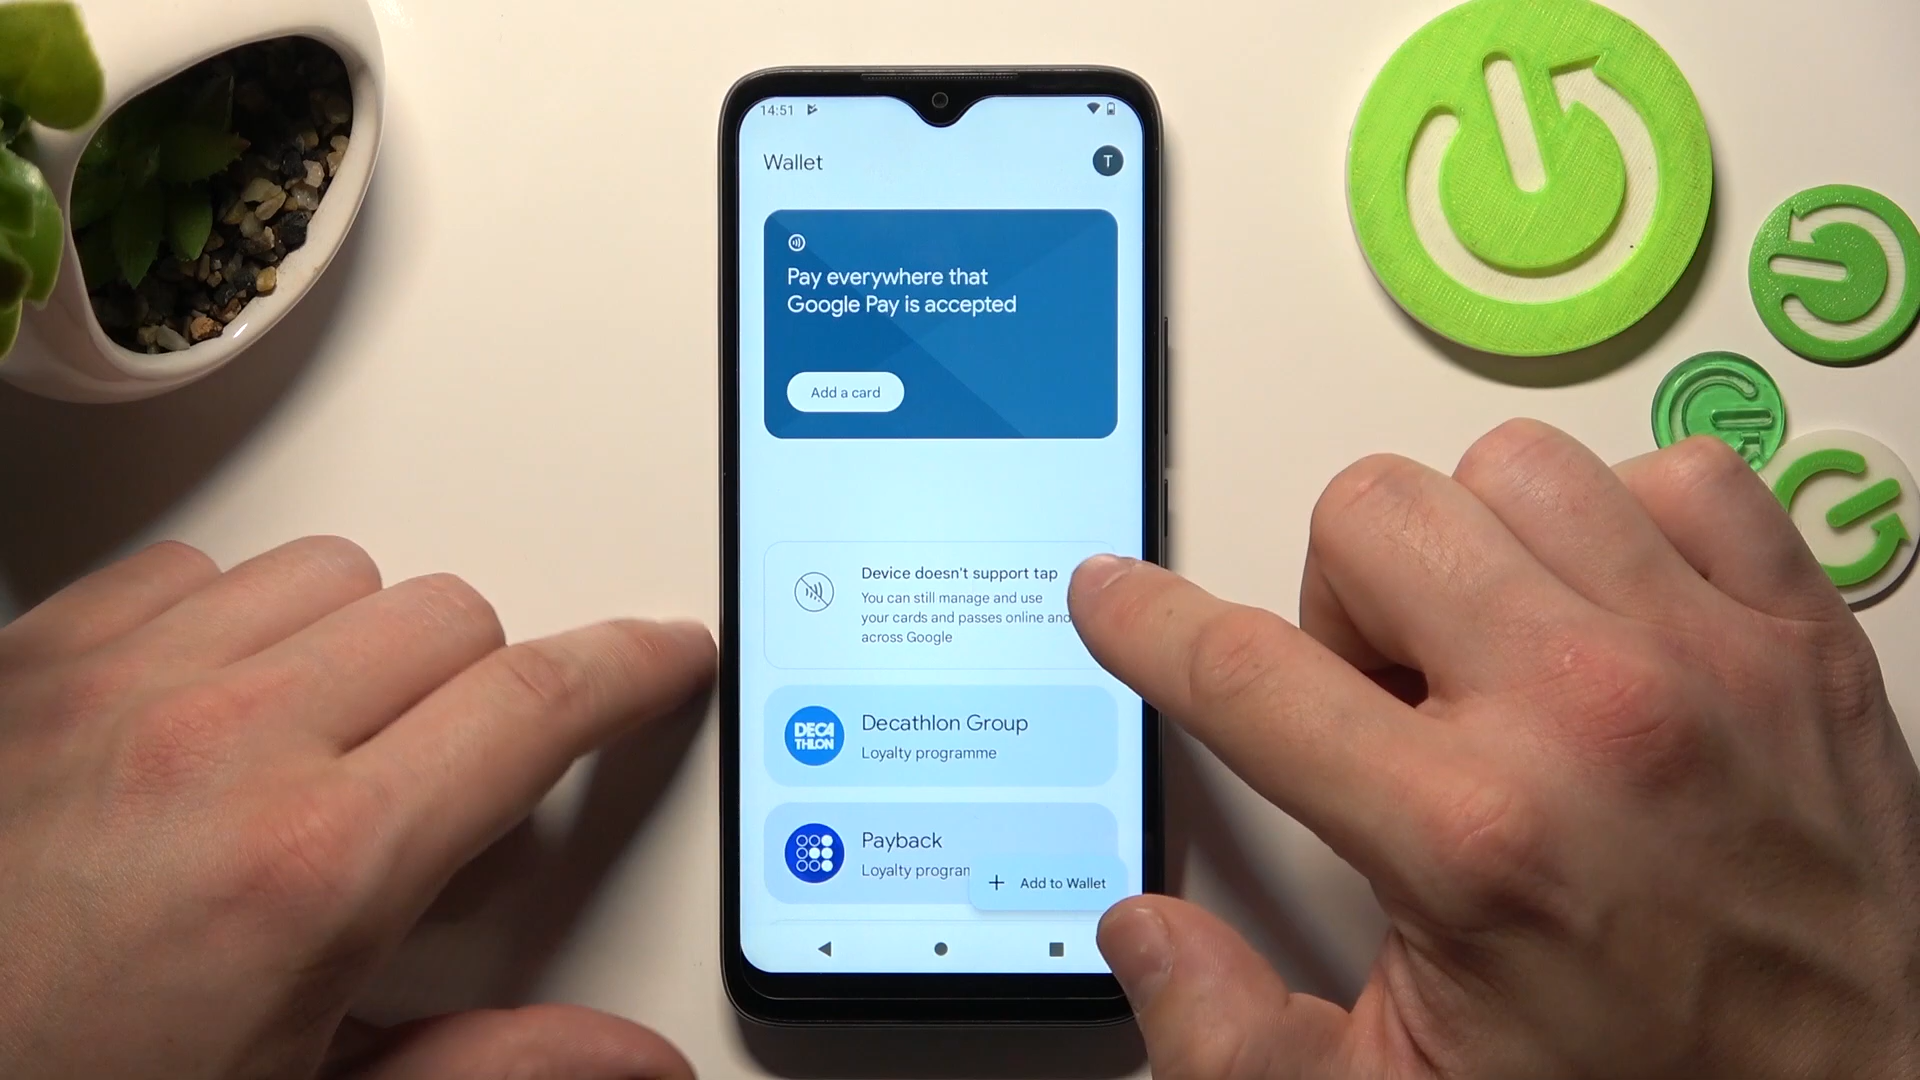 14:51
Wallet
T
Pay everywhere that
Google Pay is accepted
Add a card
Device doesn't support tap
You can still manage and use
your cards and passes online and
across Google
DECA
THLON
Decathlon Group
Loyalty programme
Payback
Loyalty program
+ Add to Wallet